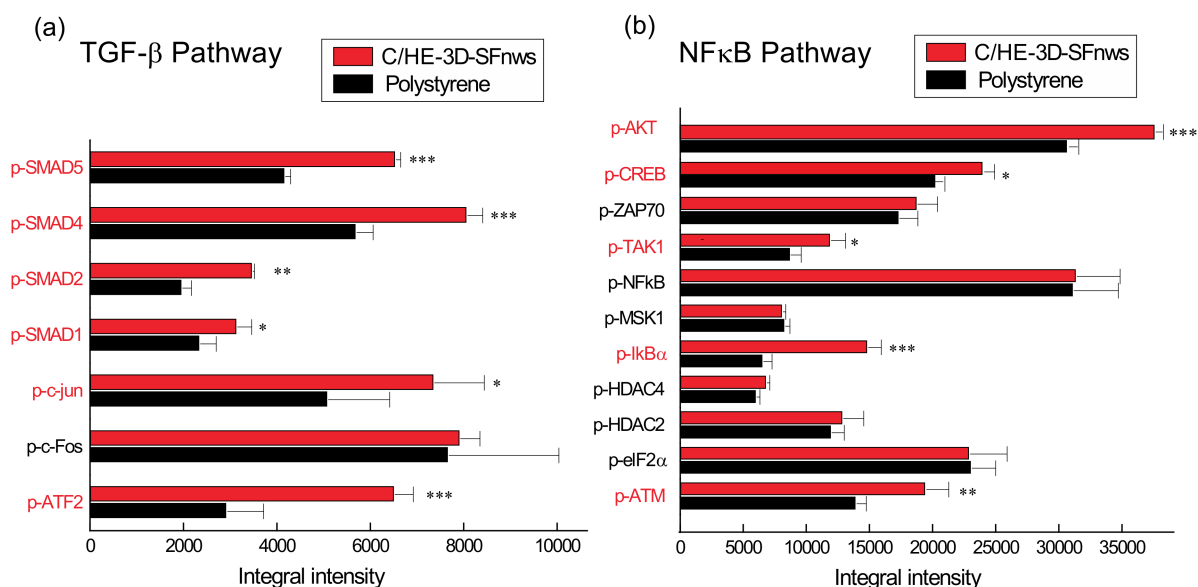 (a)
TGF-β Pathway
C/HE-3D-SFnws
Polystyrene
p-SMAD5
***
p-SMAD4
***
p-SMAD2
**
p-SMAD1
*
p-c-jun
*
p-c-Fos
p-ATF2
***
0 2000 4000 6000 8000 10000
Integral intensity
(b)
NFκB Pathway
C/HE-3D-SFnws
Polystyrene
p-AKT
***
p-CREB
*
p-ZAP70
p-TAK1
*
p-NFkB
p-MSK1
p-IkBα
***
p-HDAC4
p-HDAC2
p-eIF2α
p-ATM
**
0 5000 10000 15000 20000 25000 30000 35000
Integral intensity